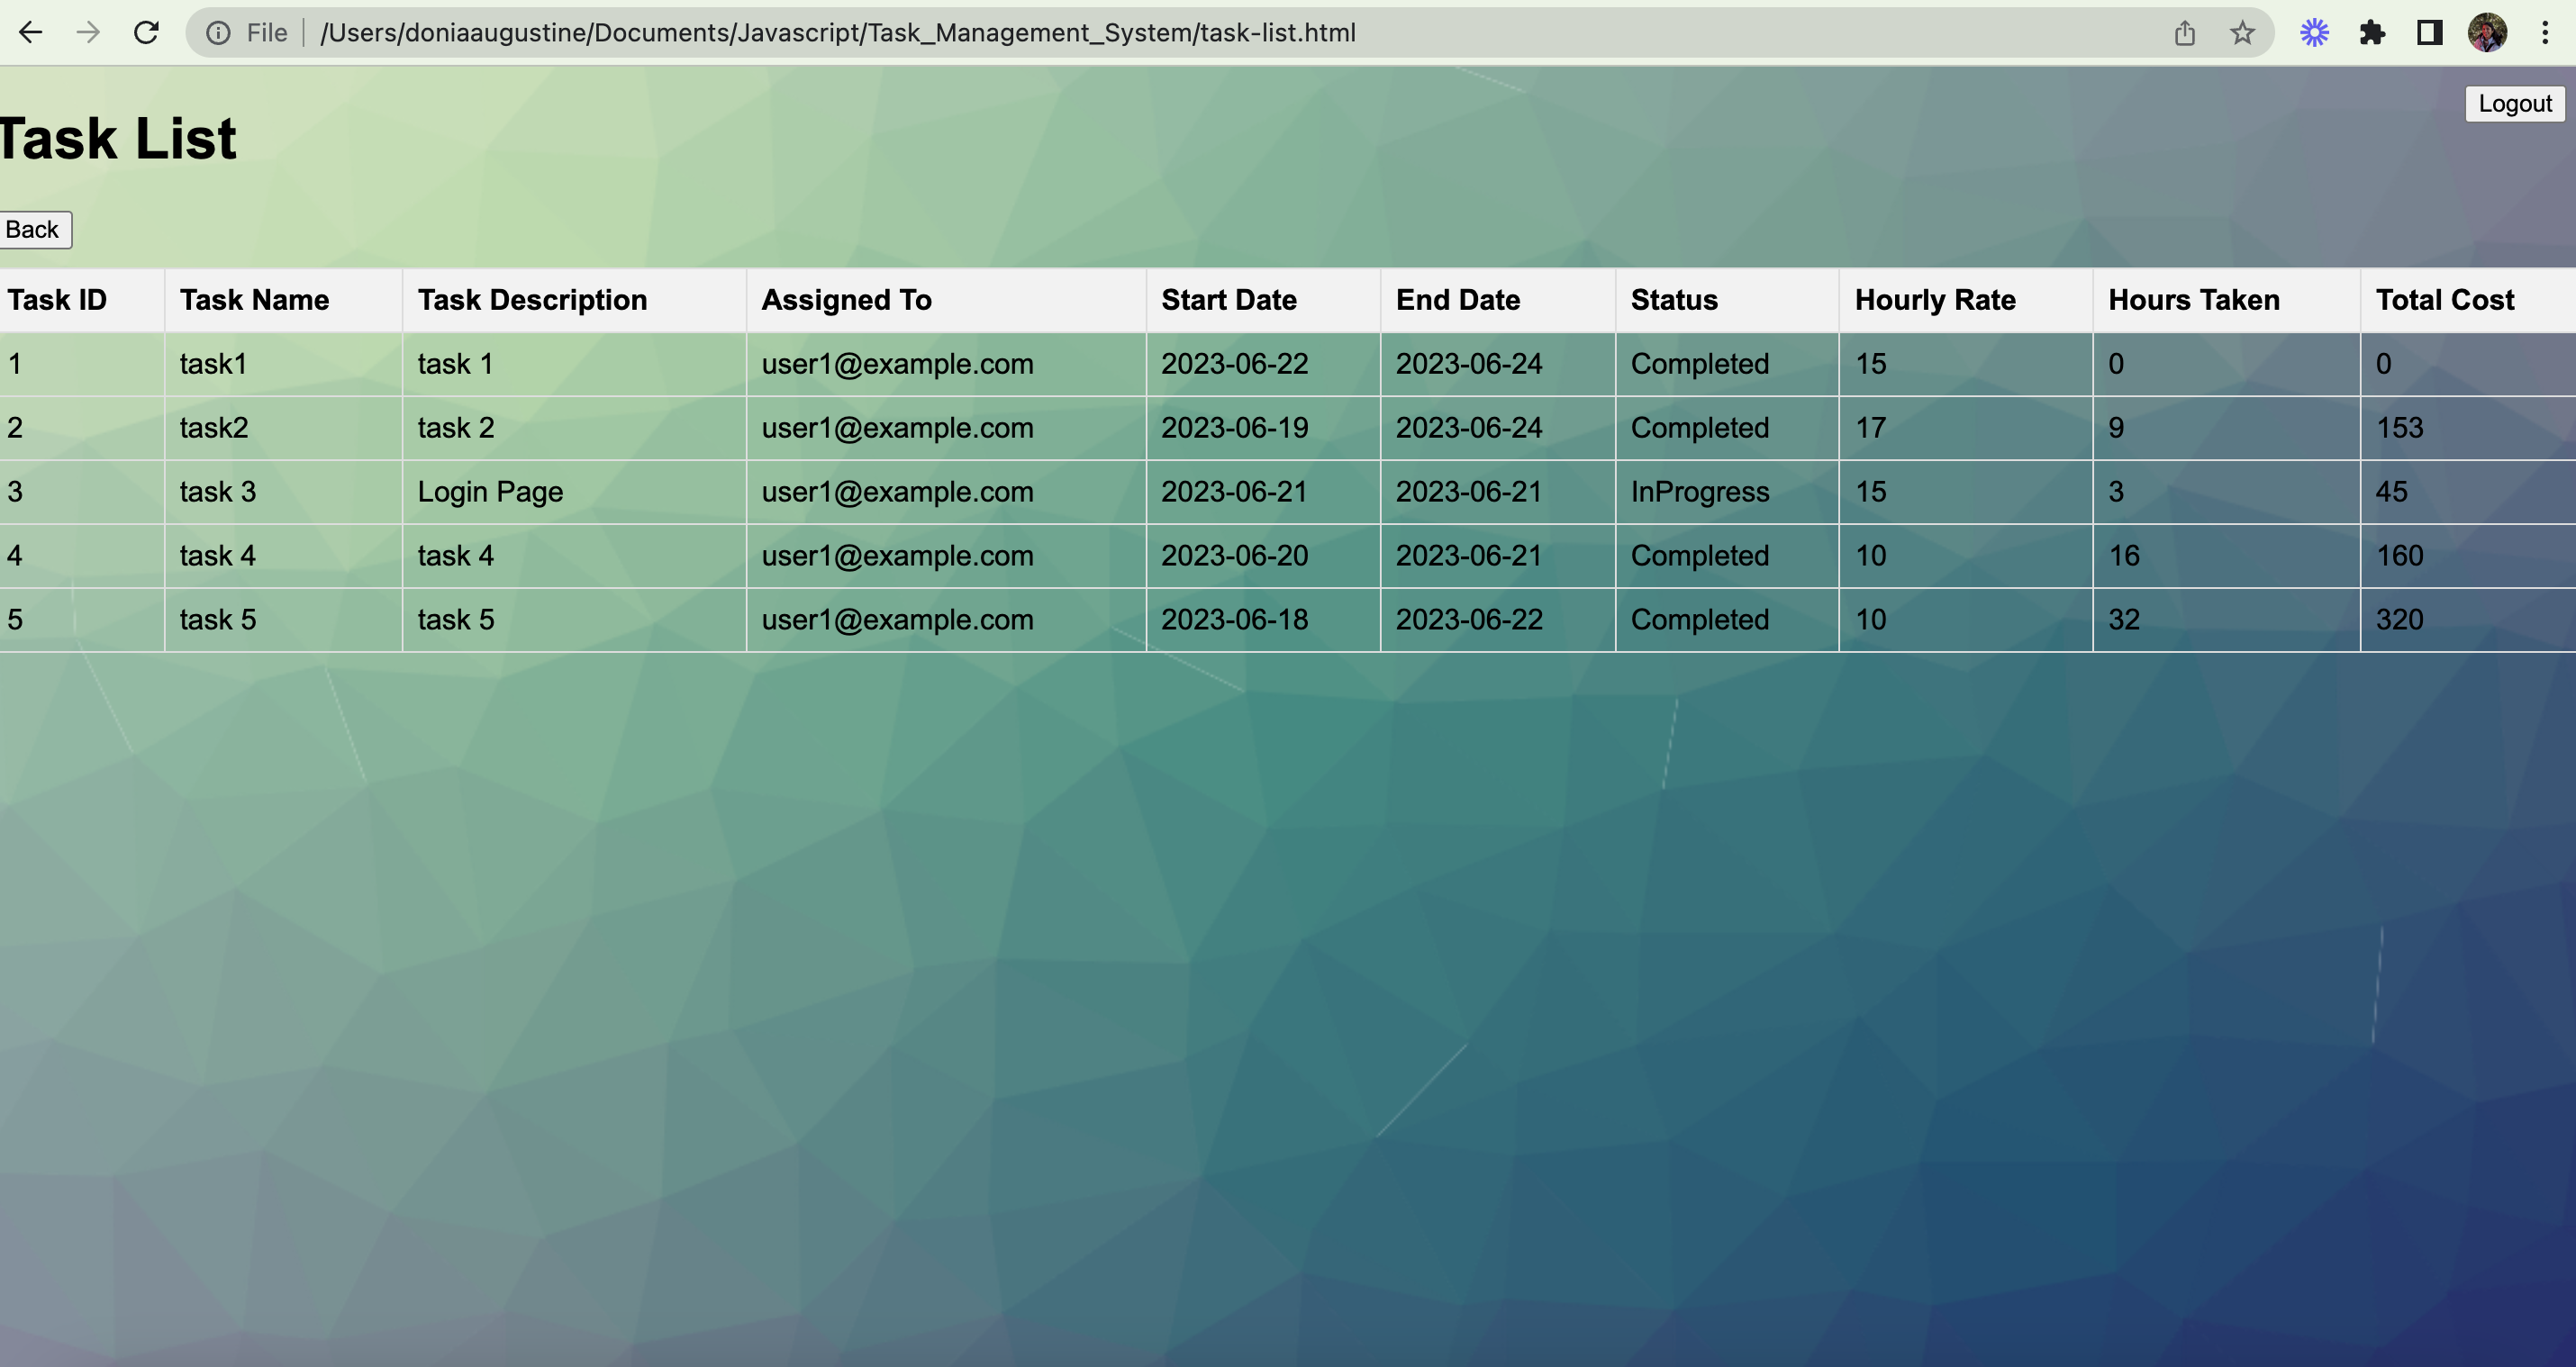 File /Users/doniaaugustine/Documents/Javascript/Task_Management_System/task-list.html
Logout
Task List
Back
Task ID Task Name Task Description Assigned To Start Date End Date Status Hourly Rate Hours Taken Total Cost
1 task1 task 1 user1@example.com 2023-06-22 2023-06-24 Completed 15 0 0
2 task2 task 2 user1@example.com 2023-06-19 2023-06-24 Completed 17 9 153
3 task 3 Login Page user1@example.com 2023-06-21 2023-06-21 InProgress 15 3 45
4 task 4 task 4 user1@example.com 2023-06-20 2023-06-21 Completed 10 16 160
5 task 5 task 5 user1@example.com 2023-06-18 2023-06-22 Completed 10 32 320